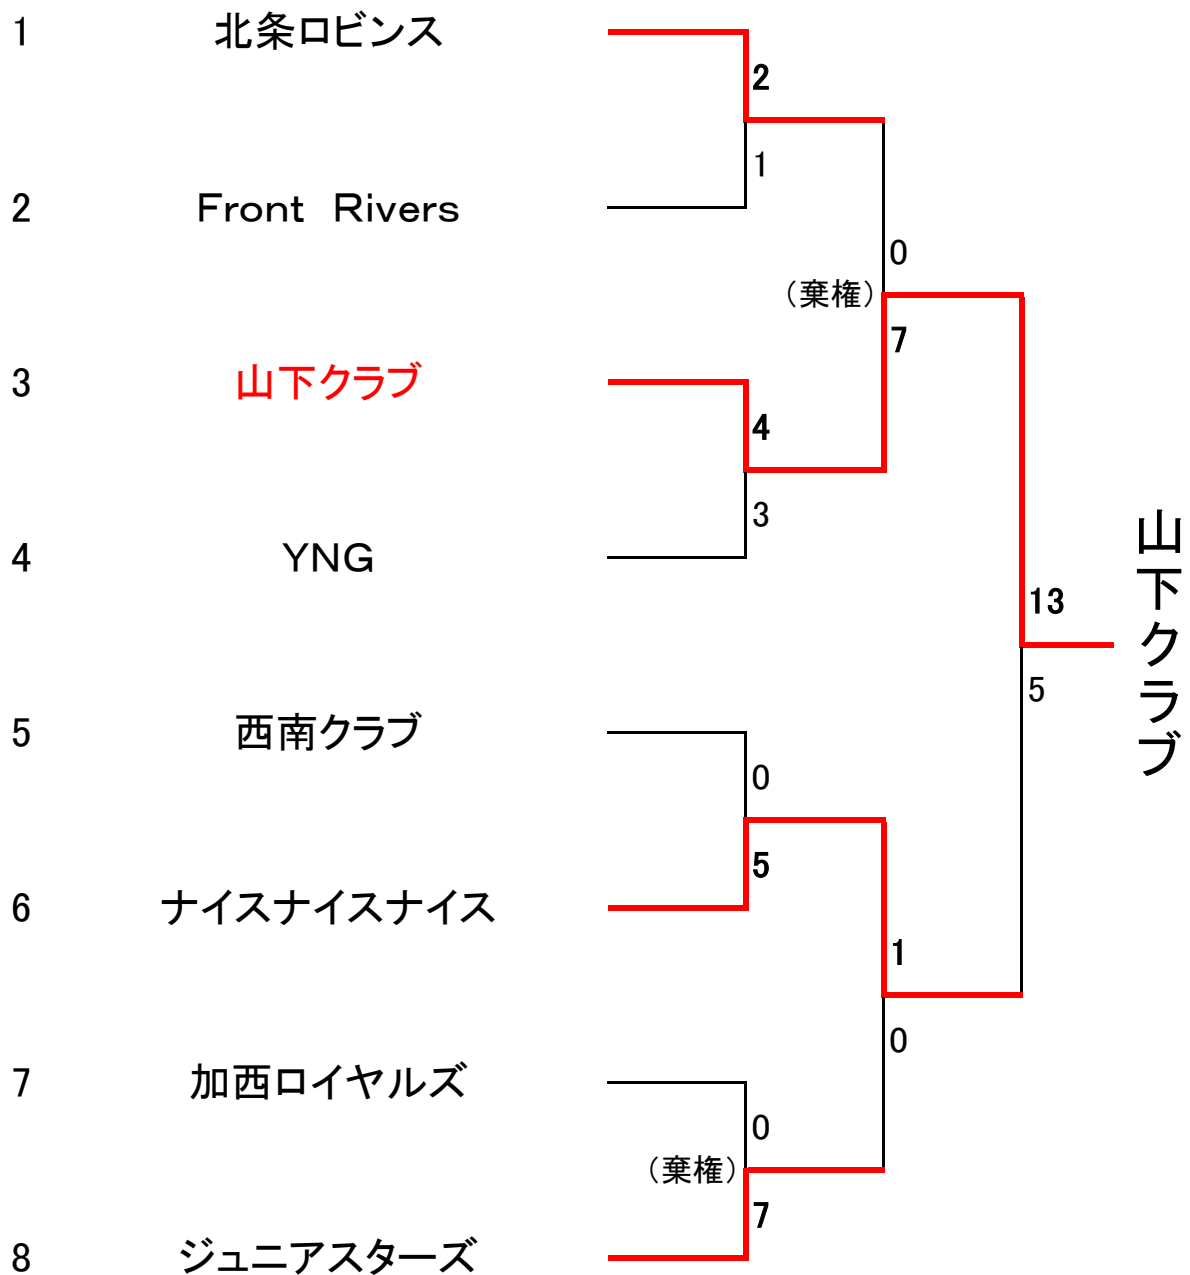 1 北条ロビンス
2
1
2 Front Rivers
0
（棄権）
7
3 山下クラブ
4
3
4 YNG
山下クラブ
13
5
5 西南クラブ
0
5
6 ナイスナイスナイス
1
0
7 加西ロイヤルズ
0
（棄権）
7
8 ジュニアスターズ